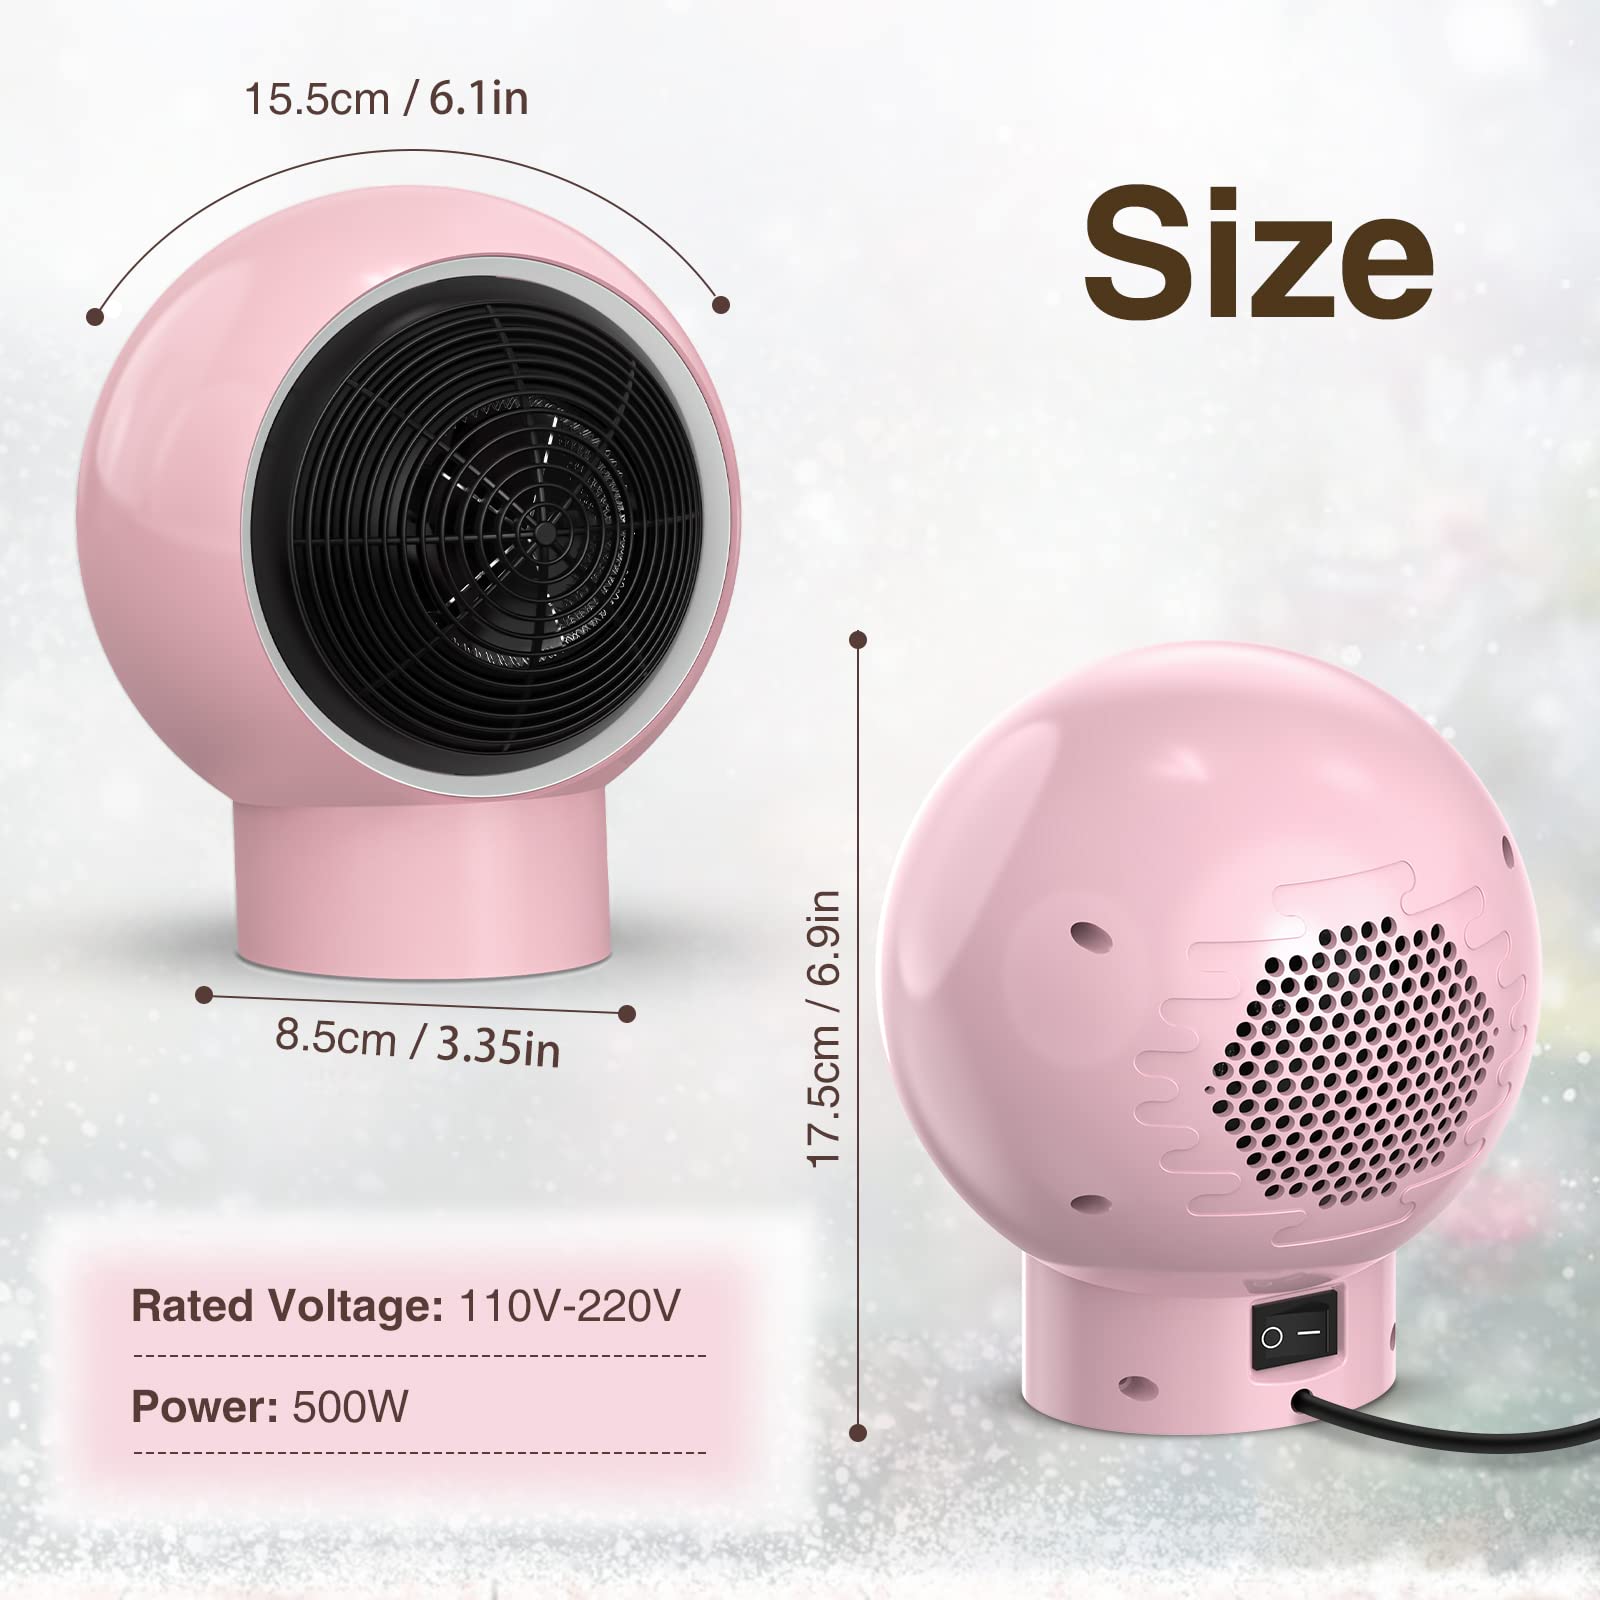 15.5cm / 6.1in
Size
8.5cm / 3.35in
17.5cm / 6.9in
Rated Voltage: 110V-220V
Power: 500W